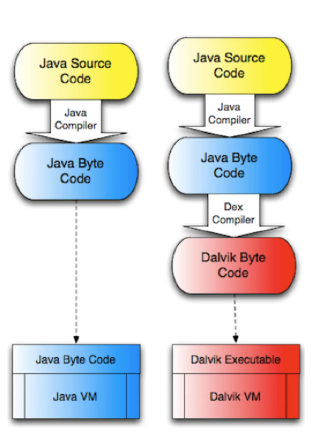 Java Source
Code
Java
Compiler
Java Byte
Code
Java Byte Code
Java VM
Java Source
Code
Java
Compiler
Java Byte
Code
Dex
Compiler
Dalvik Byte
Code
Dalvik Executable
Dalvik VM